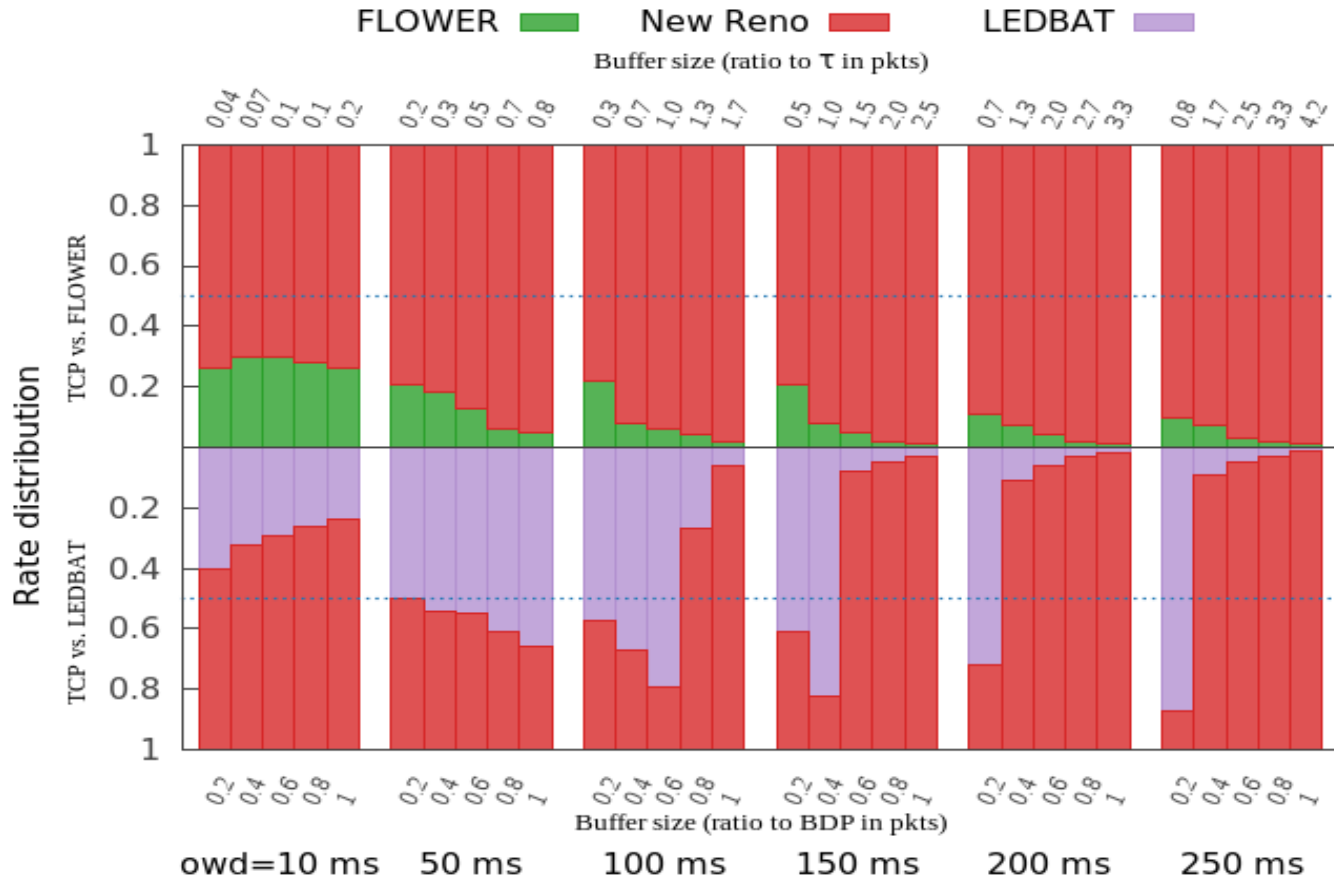 FLOWER New Reno LEDBAT
Buffer size (ratio to τ in pkts)
0.04 0.07 0.1 0.1 0.2 0.2 0.3 0.5 0.7 0.8 0.3 0.7 1.0 1.3 1.7 0.5 1.0 1.5 2.0 2.5 0.7 1.3 2.0 2.7 3.3 0.8 1.7 2.5 3.3 4.2
1
0.8
0.6
0.4
0.2
0.2
0.4
0.6
0.8
1
Rate distribution
TCP vs. FLOWER
TCP vs. LEDBAT
0.2 0.4 0.6 0.8 1 0.2 0.4 0.6 0.8 1 0.2 0.4 0.6 0.8 1 0.2 0.4 0.6 0.8 1 0.2 0.4 0.6 0.8 1 0.2 0.4 0.6 0.8 1
Buffer size (ratio to BDP in pkts)
owd=10 ms 50 ms 100 ms 150 ms 200 ms 250 ms